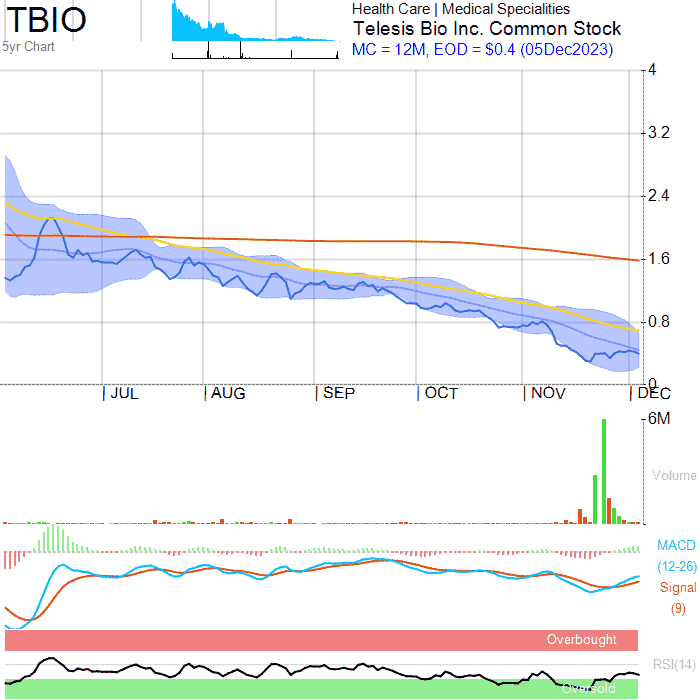 TBIO
5yr Chart
Health Care | Medical Specialities
Telesis Bio Inc. Common Stock
MC = 12M, EOD = $0.4 (05Dec2023)
4
3.2
2.4
1.6
0.8
0
JUL AUG SEP OCT NOV DEC
6M
Volume
MACD
(12-26)
Signal
(9)
Overbought
RSI(14)
Oversold